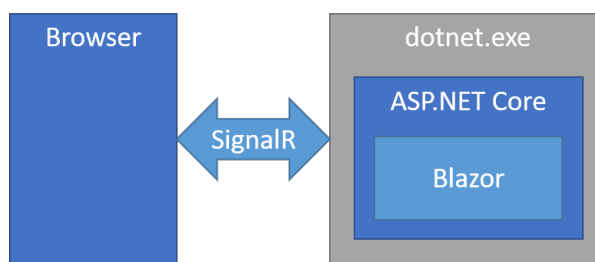 Browser
dotnet.exe
ASP.NET Core
SignalR
Blazor